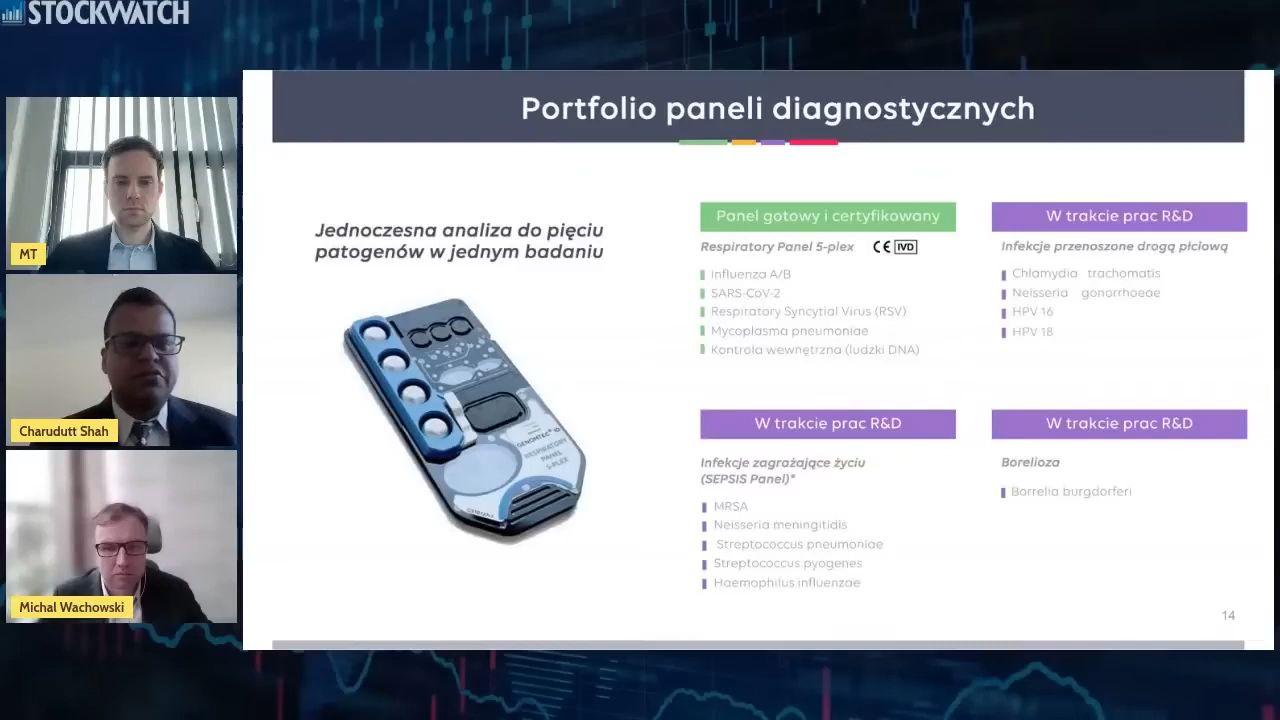 STOCKWATCH
MT
Charudutt Shah
Michal Wachowski
Portfolio paneli diagnostycznych
Jednoczesna analiza do pięciu
patogenów w jednym badaniu
GENOMTEC ID
RESPIRATORY
PANEL
5-PLEX
Panel gotowy i certyfikowany
Respiratory Panel 5-plex CE IVD
Influenza A/B
SARS-CoV-2
Respiratory Syncytial Virus (RSV)
Mycoplasma pneumoniae
Kontrola wewnętrzna (ludzki DNA)
W trakcie prac R&D
Infekcje przenoszone drogą płciową
Chlamydia trachomatis
Neisseria gonorrhoeae
HPV 16
HPV 18
W trakcie prac R&D
Infekcje zagrażające życiu
(SEPSIS Panel)*
MRSA
Neisseria meningitidis
Streptococcus pneumoniae
Streptococcus pyogenes
Haemophilus influenzae
W trakcie prac R&D
Borelioza
Borrelia burgdorferi
14